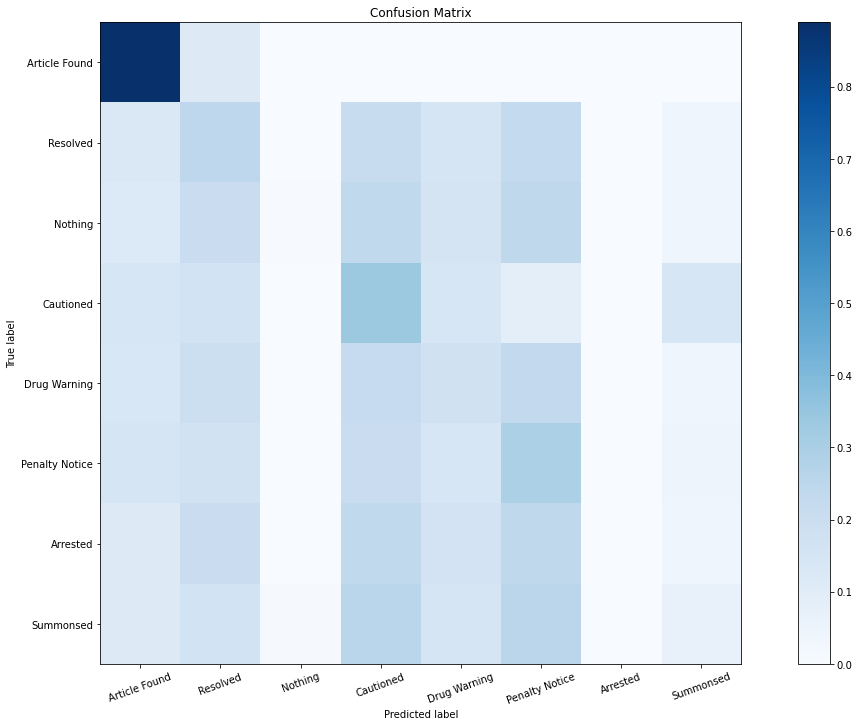 Confusion Matrix
True label
Article Found
Resolved
Nothing
Cautioned
Drug Warning
Penalty Notice
Arrested
Summonsed
Article Found
Resolved
Nothing
Cautioned
Drug Warning
Penalty Notice
Arrested
Summonsed
Predicted label
0.8
0.7
0.6
0.5
0.4
0.3
0.2
0.1
0.0